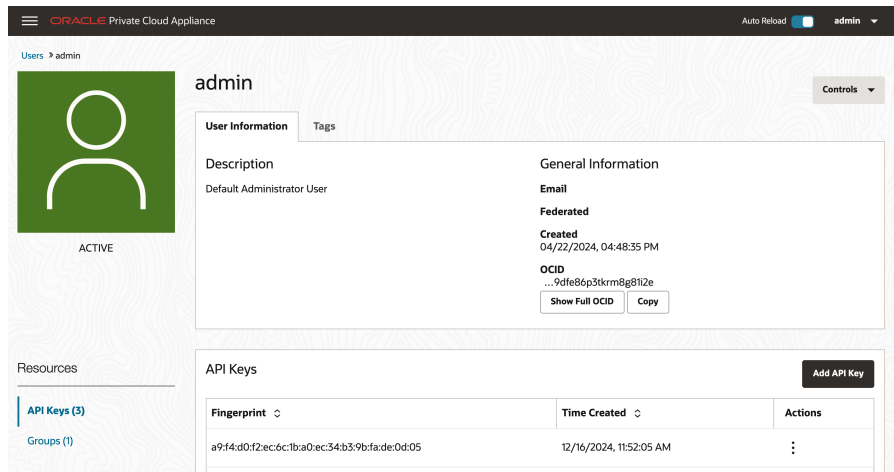 ORACLE Private Cloud Appliance
Auto Reload
admin
Users
admin
ACTIVE
admin
Controls
User Information
Tags
Description
Default Administrator User
General Information
Email
Federated
Created
04/22/2024, 04:48:35 PM
OCID
...9dfe86p3tkrm8g81i2e
Show Full OCID
Copy
Resources
API Keys (3)
Groups (1)
API Keys
Add API Key
Fingerprint
Time Created
Actions
a9:f4:d0:f2:ec:6c:1b:a0:ec:34:b3:9b:fa:de:0d:05
12/16/2024, 11:52:05 AM